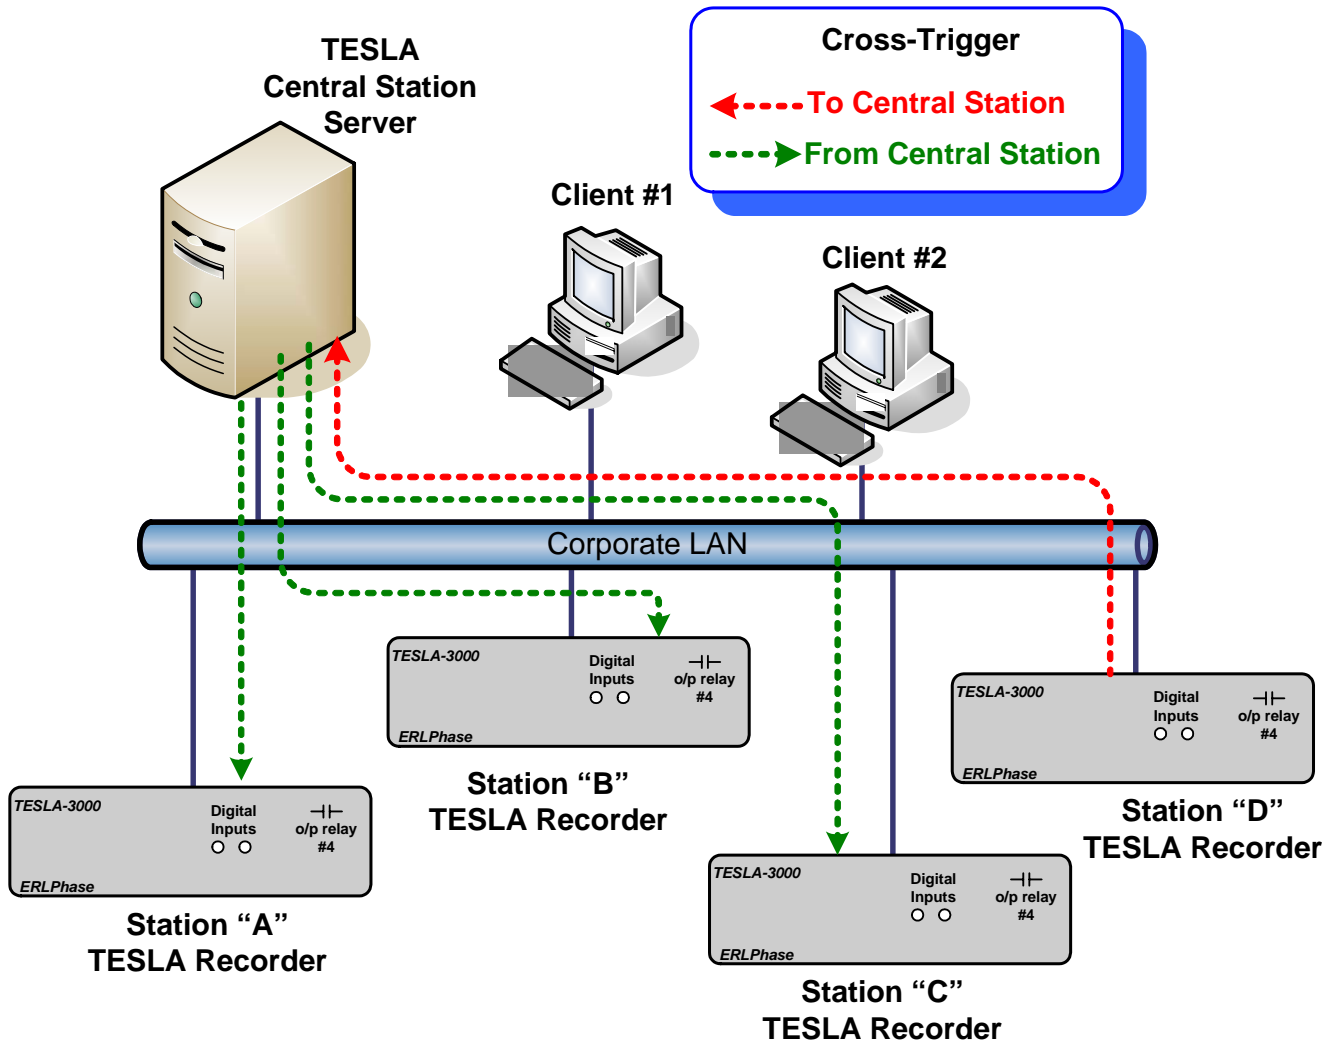 TESLA
Central Station
Server
Cross-Trigger
To Central Station
From Central Station
Client #1
Client #2
Corporate LAN
TESLA-3000
Digital
Inputs
o/p relay
#4
ERLPhase
Station “B”
TESLA Recorder
TESLA-3000
Digital
Inputs
o/p relay
#4
ERLPhase
Station “D”
TESLA Recorder
TESLA-3000
Digital
Inputs
o/p relay
#4
ERLPhase
Station “A”
TESLA Recorder
TESLA-3000
Digital
Inputs
o/p relay
#4
ERLPhase
Station “C”
TESLA Recorder